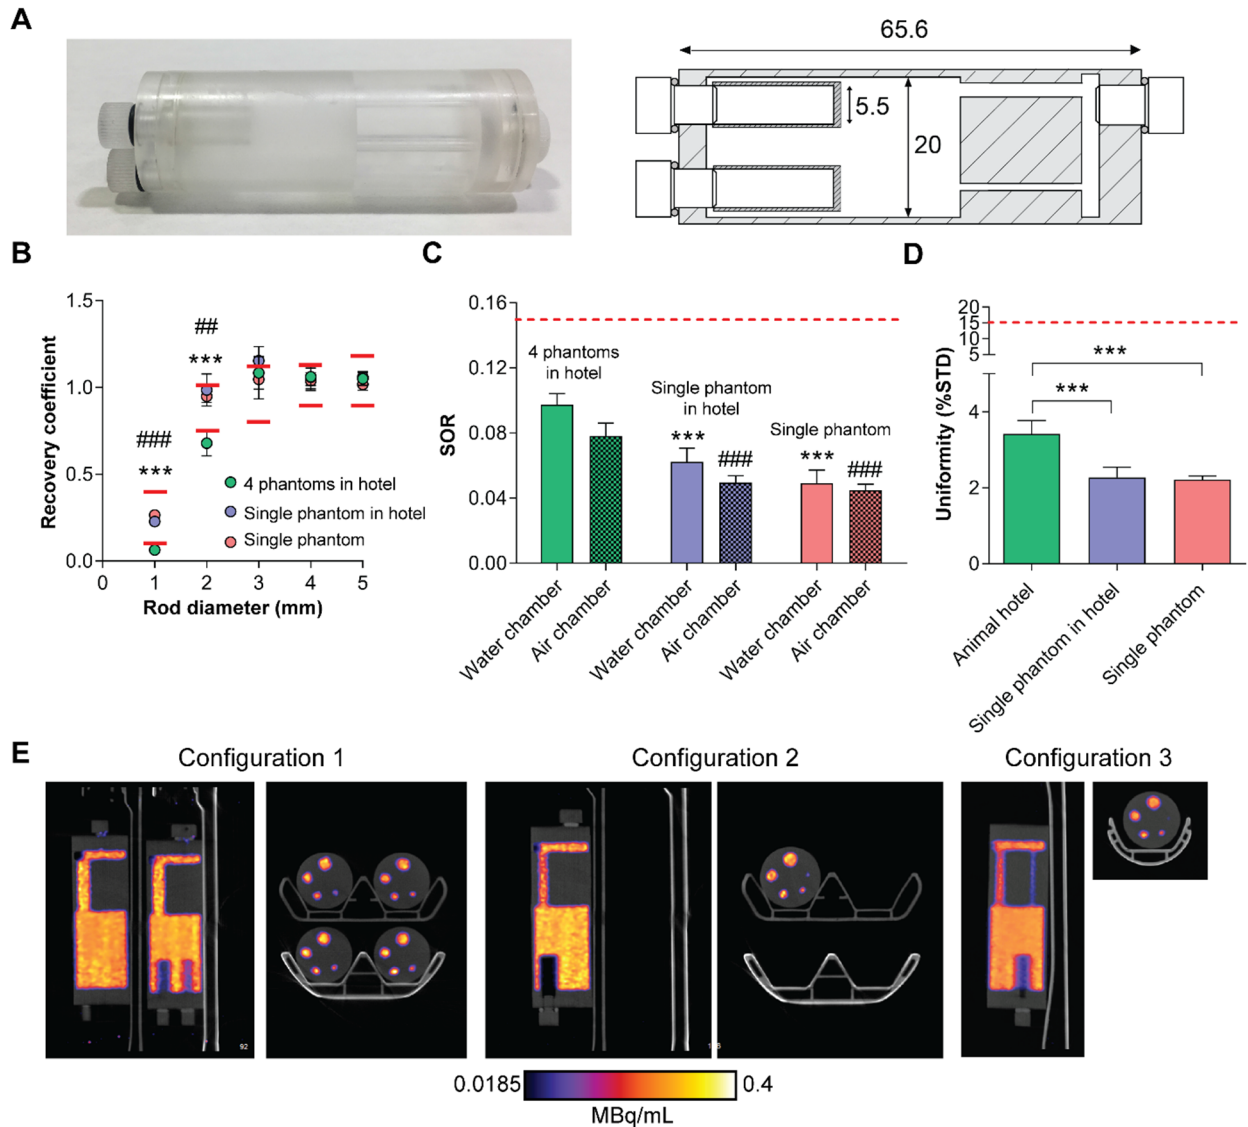 A
65.6
5.5
20
B
C
D
1.5
1.0
0.5
0.0
Recovery coefficient
##
***
###
***
4 phantoms in hotel
Single phantom in hotel
Single phantom
0
1
2
3
4
5
Rod diameter (mm)
0.16
0.12
0.08
0.04
0.00
SOR
4 phantoms
in hotel
Single phantom
in hotel
***
###
Single phantom
***
###
Water chamber
Air chamber
Water chamber
Air chamber
Water chamber
Air chamber
20
15
10
5
4
2
0
Uniformity (%STD)
***
***
Animal hotel
Single phantom in hotel
Single phantom
E
Configuration 1
Configuration 2
Configuration 3
92
0.0185
0.4
MBq/mL